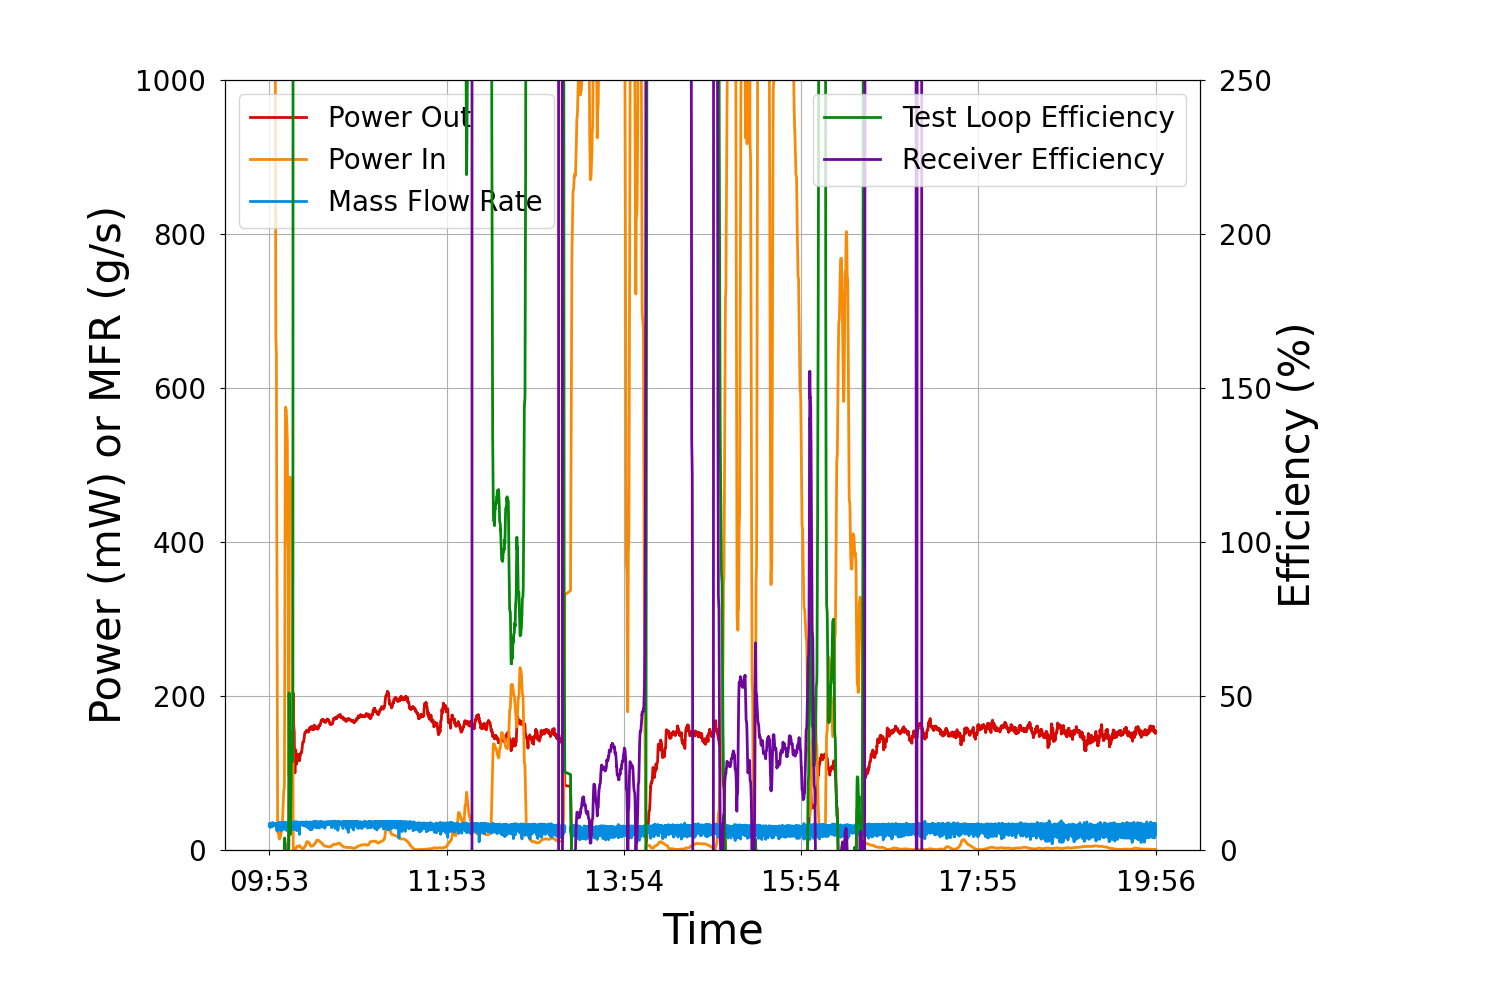 Power Out
Power In
Mass Flow Rate
Test Loop Efficiency
Receiver Efficiency
Power (mW) or MFR (g/s)
1000
800
600
400
200
0
250
200
150
100
50
0
Efficiency (%)
09:53
11:53
13:54
15:54
17:55
19:56
Time